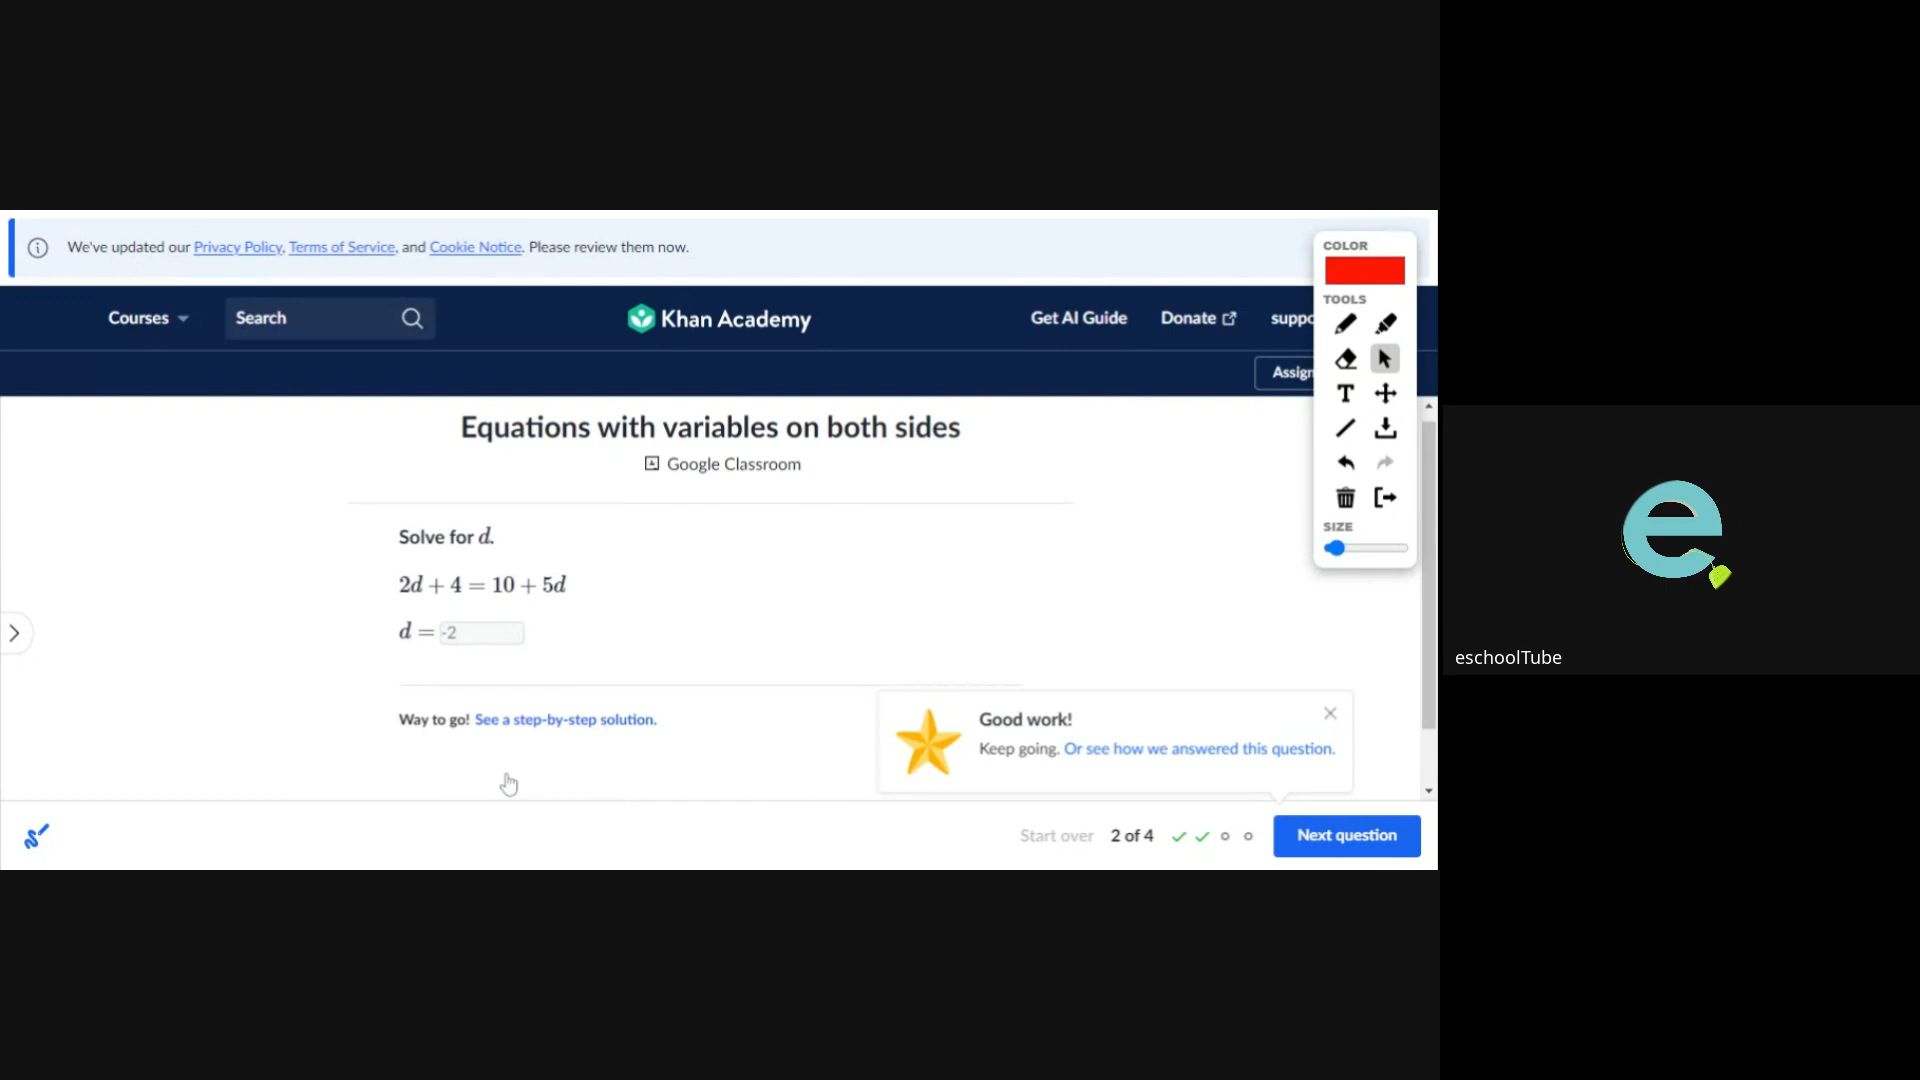 We've updated our Privacy Policy, Terms of Service, and Cookie Notice. Please review them now.
Courses
Search
Khan Academy
Get AI Guide
Donate
suppo
Assign
COLOR
TOOLS
SIZE
Equations with variables on both sides
Google Classroom
Solve for d.
2d + 4 = 10 + 5d
d = -2
Way to go! See a step-by-step solution.
Good work!
Keep going. Or see how we answered this question.
Start over
2 of 4
Next question
eschoolTube